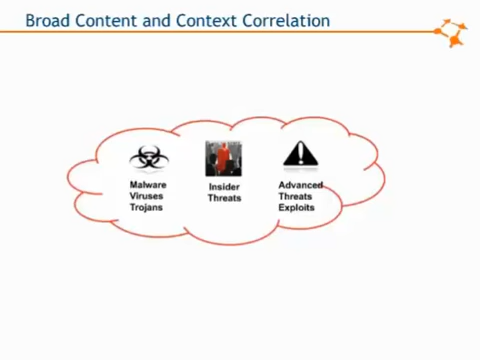 Broad Content and Context Correlation
Malware
Viruses
Trojans
Insider
Threats
Advanced
Threats
Exploits